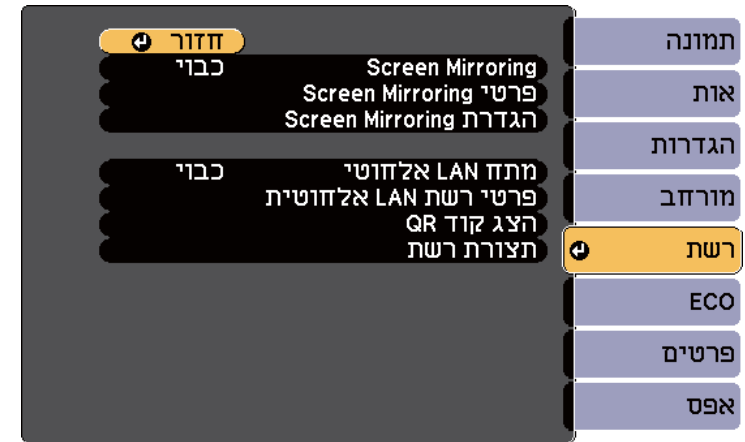 תמונה
אות
הגדרות
מורחב
רשת
ECO
פרטים
אפס
חזור
Screen Mirroring כבוי
פרטי Screen Mirroring
הגדרת Screen Mirroring
מתח LAN אלחוטי כבוי
פרטי רשת LAN אלחוטית
הצג קוד QR
תצורת רשת